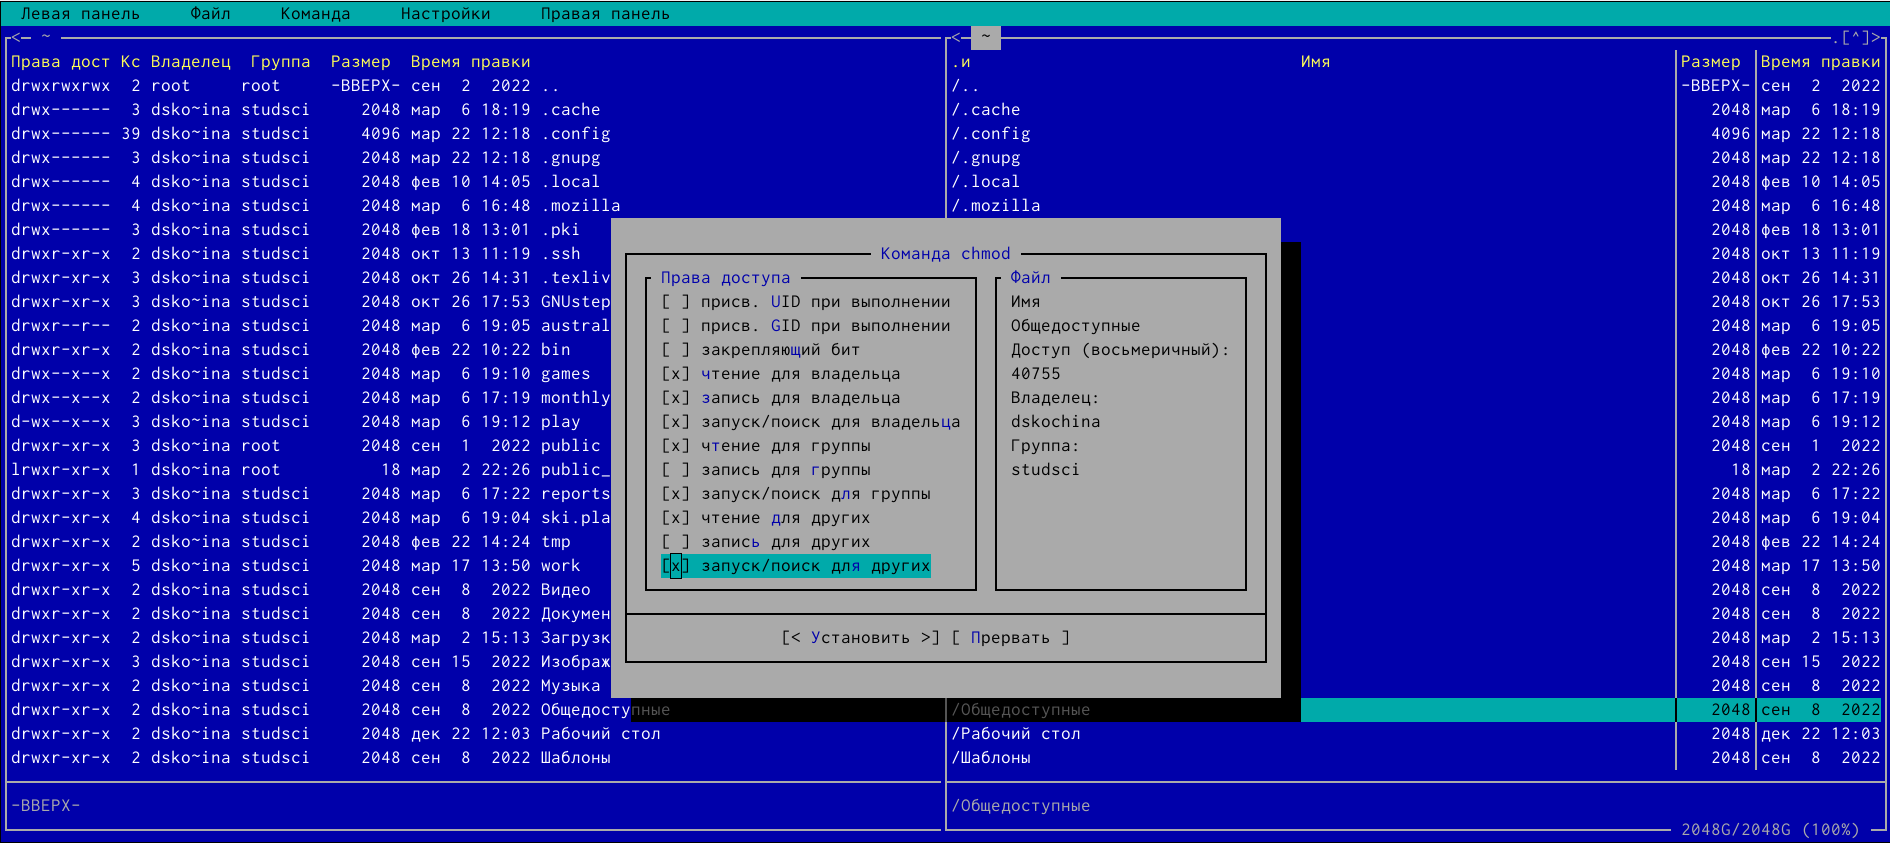 Левая панель Файл Команда Настройки Правая панель
<- ~
Права дост Кс Владелец Группа Размер Время правки
drwxrwxrwx 2 root root -ВВЕРХ- сен 2 2022 ..
drwx------ 3 dsko~ina studsci 2048 мар 6 18:19 .cache
drwx------ 39 dsko~ina studsci 4096 мар 22 12:18 .config
drwx------ 3 dsko~ina studsci 2048 мар 22 12:18 .gnupg
drwx------ 4 dsko~ina studsci 2048 фев 10 14:05 .local
drwx------ 4 dsko~ina studsci 2048 мар 6 16:48 .mozilla
drwx------ 3 dsko~ina studsci 2048 фев 18 13:01 .pki
drwxr-xr-x 2 dsko~ina studsci 2048 окт 13 11:19 .ssh
drwxr-xr-x 3 dsko~ina studsci 2048 окт 26 14:31 .texliv
drwxr-xr-x 3 dsko~ina studsci 2048 окт 26 17:53 GNUstep
drwxr--r-- 2 dsko~ina studsci 2048 мар 6 19:05 austral
drwxr-xr-x 2 dsko~ina studsci 2048 фев 22 10:22 bin
drwx--x--x 2 dsko~ina studsci 2048 мар 6 19:10 games
drwx--x--x 2 dsko~ina studsci 2048 мар 6 17:19 monthly
d-wx--x--x 3 dsko~ina studsci 2048 мар 6 19:12 play
drwxr-xr-x 3 dsko~ina root 2048 сен 1 2022 public
lrwxr-xr-x 1 dsko~ina root 18 мар 2 22:26 public_
drwxr-xr-x 3 dsko~ina studsci 2048 мар 6 17:22 reports
drwxr-xr-x 4 dsko~ina studsci 2048 мар 6 19:04 ski.pla
drwxr-xr-x 2 dsko~ina studsci 2048 фев 22 14:24 tmp
drwxr-xr-x 5 dsko~ina studsci 2048 мар 17 13:50 work
drwxr-xr-x 2 dsko~ina studsci 2048 сен 8 2022 Видео
drwxr-xr-x 2 dsko~ina studsci 2048 сен 8 2022 Докумен
drwxr-xr-x 2 dsko~ina studsci 2048 мар 2 15:13 Загрузк
drwxr-xr-x 3 dsko~ina studsci 2048 сен 15 2022 Изображ
drwxr-xr-x 2 dsko~ina studsci 2048 сен 8 2022 Музыка
drwxr-xr-x 2 dsko~ina studsci 2048 сен 8 2022 Общедоступные
drwxr-xr-x 2 dsko~ina studsci 2048 дек 22 12:03 Рабочий стол
drwxr-xr-x 2 dsko~ina studsci 2048 сен 8 2022 Шаблоны
-ВВЕРХ-
Команда chmod
Права доступа
[ ] присв. UID при выполнении
[ ] присв. GID при выполнении
[ ] закрепляющий бит
[x] чтение для владельца
[x] запись для владельца
[x] запуск/поиск для владельца
[x] чтение для группы
[ ] запись для группы
[x] запуск/поиск для группы
[x] чтение для других
[ ] запись для других
[x] запуск/поиск для других
Файл
Имя
Общедоступные
Доступ (восьмеричный):
40755
Владелец:
dskochina
Группа:
studsci
[< Установить >] [ Прервать ]
<- ~ .[^]>
.и Имя Размер Время правки
/.. -ВВЕРХ- сен 2 2022
/.cache 2048 мар 6 18:19
/.config 4096 мар 22 12:18
/.gnupg 2048 мар 22 12:18
/.local 2048 фев 10 14:05
/.mozilla 2048 мар 6 16:48
2048 фев 18 13:01
2048 окт 13 11:19
2048 окт 26 14:31
2048 окт 26 17:53
2048 мар 6 19:05
2048 фев 22 10:22
2048 мар 6 19:10
2048 мар 6 17:19
2048 мар 6 19:12
2048 сен 1 2022
18 мар 2 22:26
2048 мар 6 17:22
2048 мар 6 19:04
2048 фев 22 14:24
2048 мар 17 13:50
2048 сен 8 2022
2048 сен 8 2022
2048 мар 2 15:13
2048 сен 15 2022
2048 сен 8 2022
/Общедоступные 2048 сен 8 2022
/Рабочий стол 2048 дек 22 12:03
/Шаблоны 2048 сен 8 2022
/Общедоступные
2048G/2048G (100%)